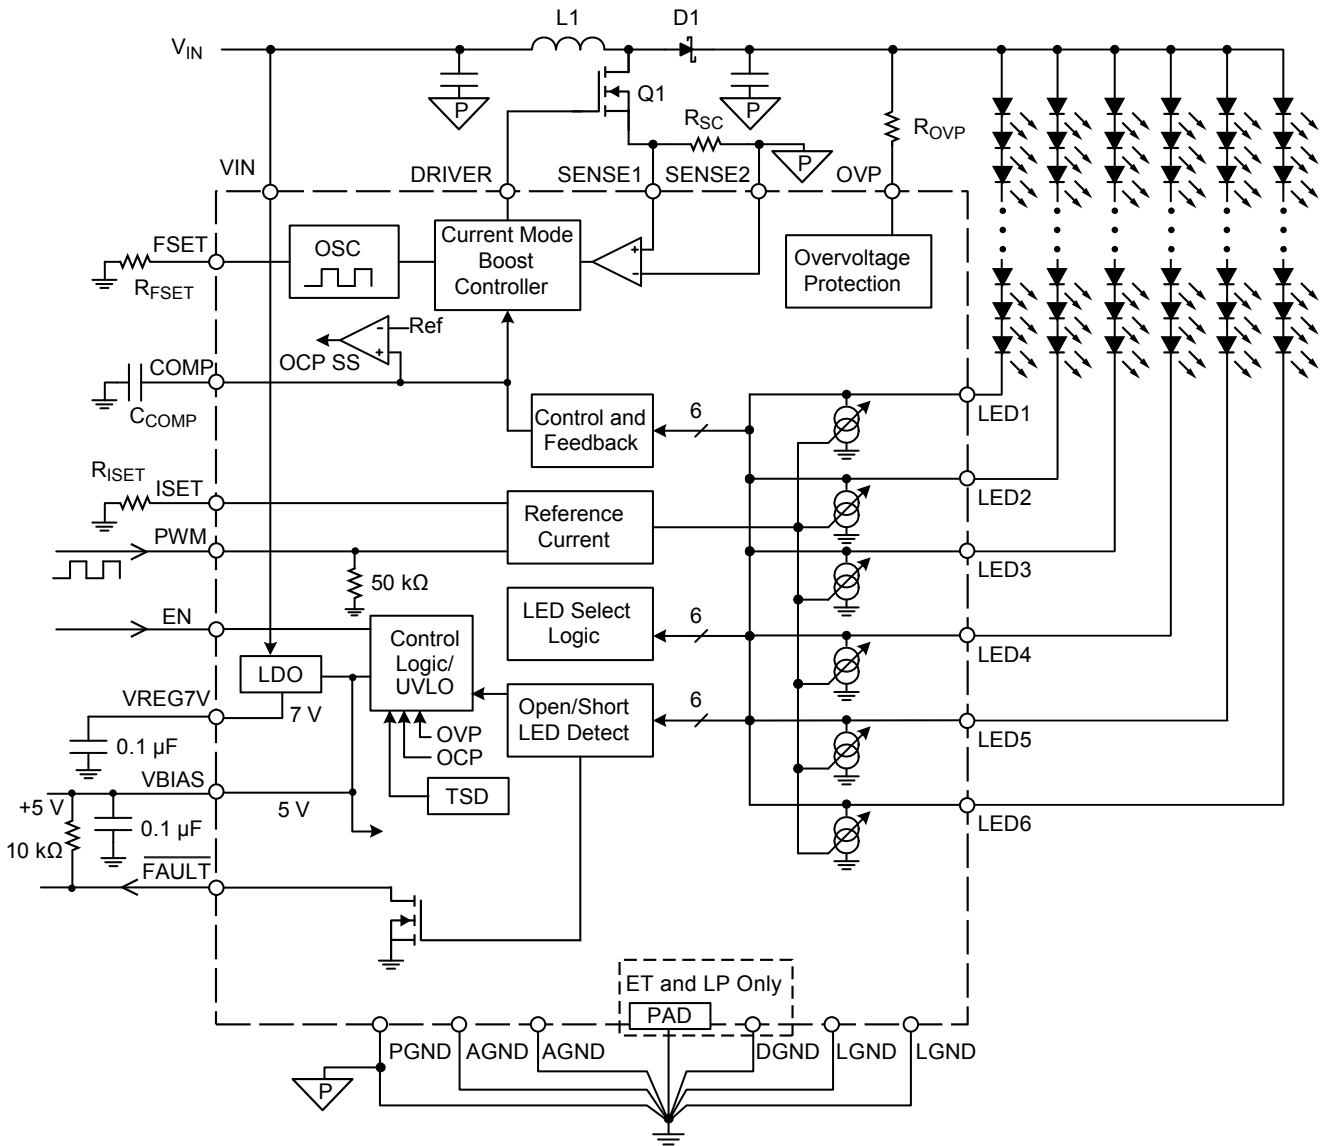 L1
D1
VIN
P
Q1
P
RSC
P
ROVP
VIN
DRIVER
SENSE1
SENSE2
OVP
FSET
RFSET
OSC
Current Mode
Boost
Controller
+
-
Overvoltage
Protection
-
Ref
+
OCP SS
COMP
CCOMP
Control and
Feedback
6
LED1
RISET
ISET
Reference
Current
LED2
PWM
50 kΩ
LED3
EN
Control
Logic/
UVLO
LED Select
Logic
6
LED4
LDO
VREG7V
7 V
0.1 µF
Open/Short
LED Detect
6
LED5
OVP
OCP
TSD
VBIAS
+5 V
5 V
0.1 µF
10 kΩ
LED6
FAULT
ET and LP Only
PAD
PGND
AGND
AGND
DGND
LGND
LGND
P